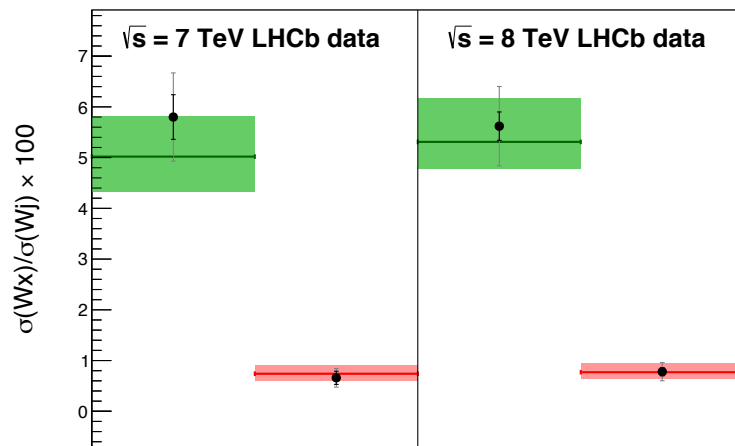 √s = 7 TeV LHCb data
√s = 8 TeV LHCb data
σ(Wx)/σ(Wj) × 100
7
6
5
4
3
2
1
0